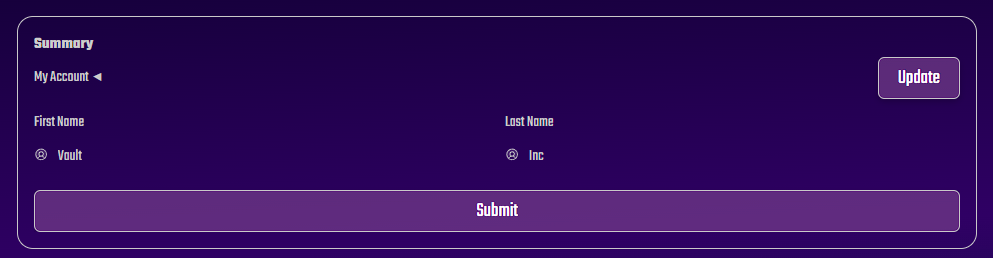 Summary
My Account ◄
Update
First Name
Last Name
Vault
Inc
Submit